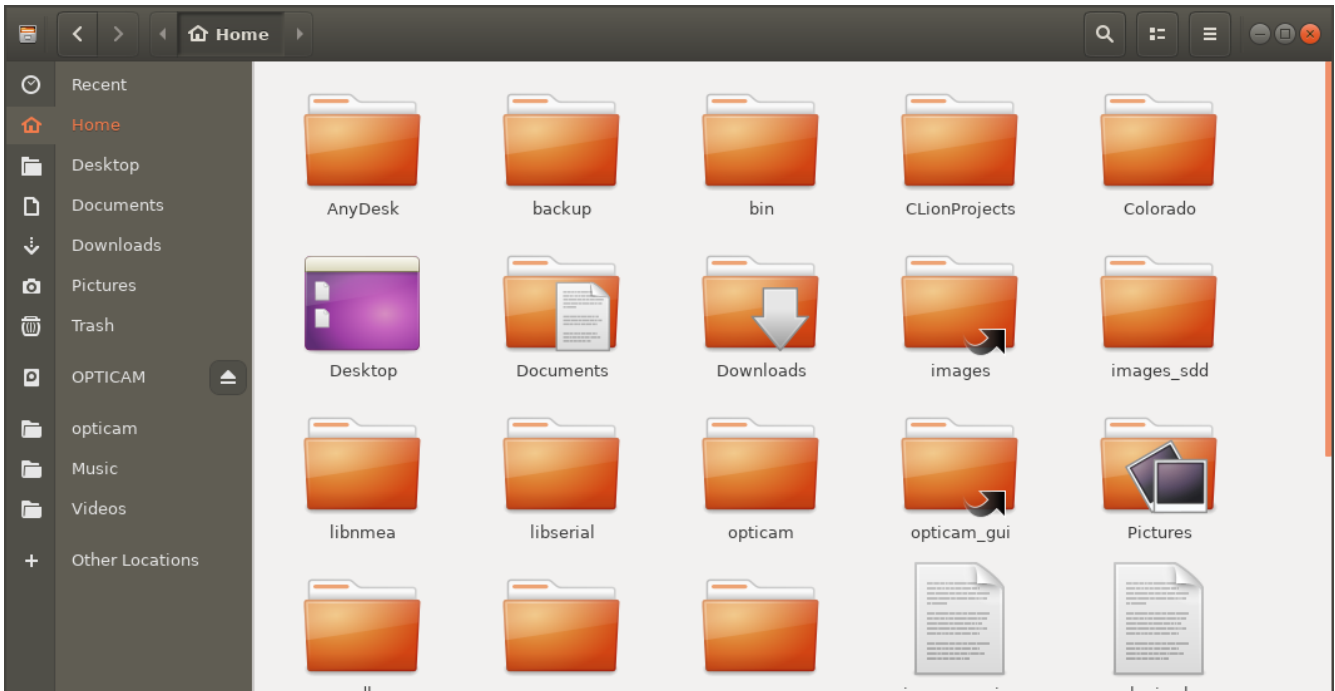 Home
Recent
Home
Desktop
Documents
Downloads
Pictures
Trash
OPTICAM
opticam
Music
Videos
Other Locations
AnyDesk backup bin CLionProjects Colorado
Desktop Documents Downloads images images_sdd
libnmea libserial opticam opticam_gui Pictures